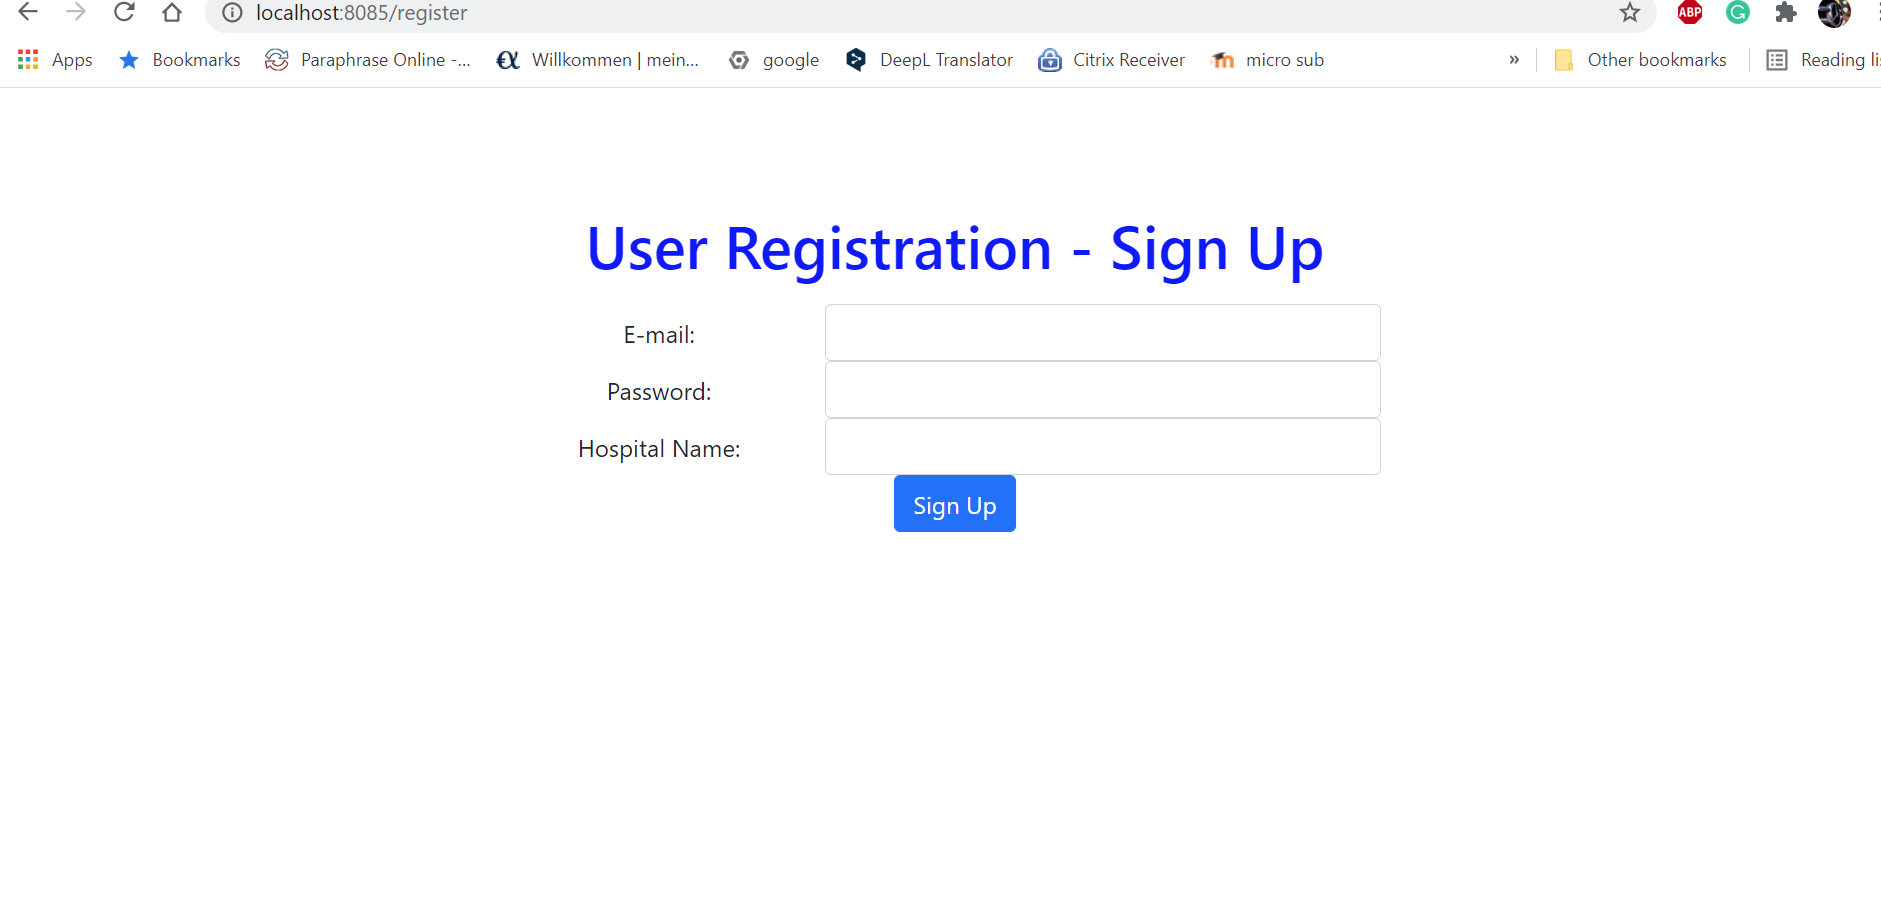 localhost:8085/register
ABP
Apps Bookmarks Paraphrase Online -... €α Willkommen | mein... google DeepL Translator Citrix Receiver micro sub » Other bookmarks Reading li
User Registration - Sign Up
E-mail:
Password:
Hospital Name:
Sign Up